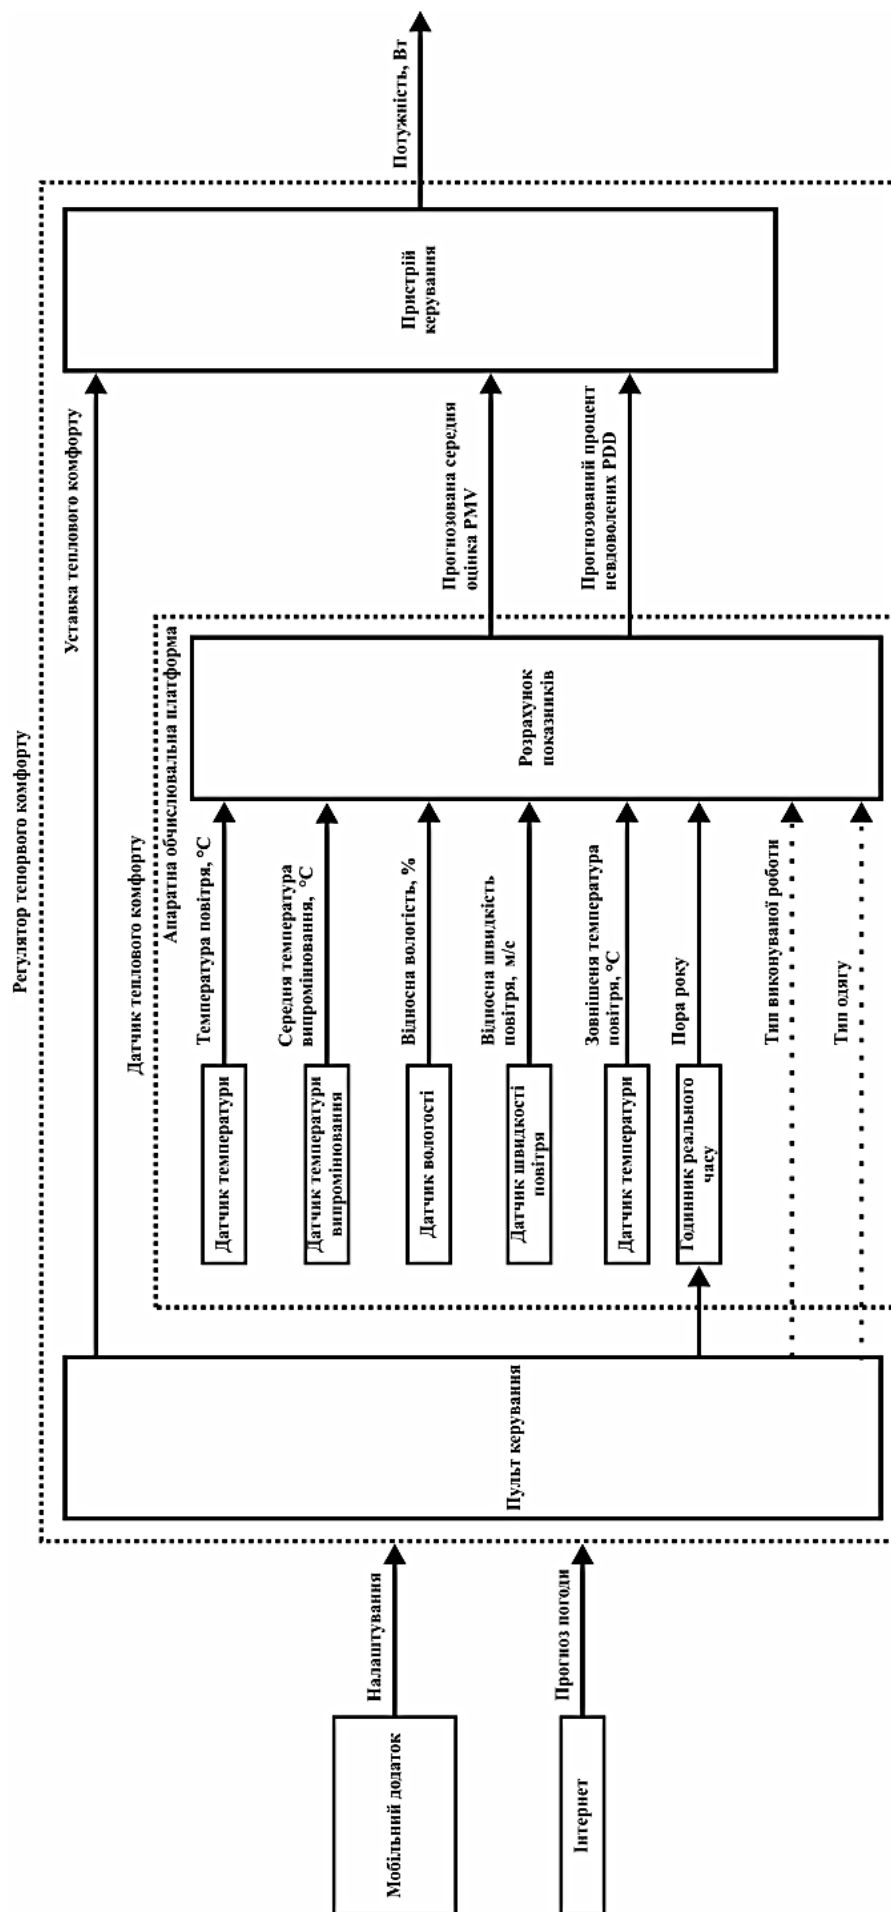 Регулятор тепорвого комфорту
Уставка теплового комфорту
Датчик теплового комфорту
Апаратна обчислювальна платформа
Мобільний додаток
Налаштування
Інтернет
Прогноз погоди
Пульт керування
Датчик температури
Температура повітря, °С
Датчик температури
випромінювання
Середня температура
випромінювання, °С
Датчик вологості
Відносна вологість, %
Датчик швидкості
повітря
Відносна швидкість
повітря, м/с
Датчик температури
Зовнішеня температура
повітря, °С
Годинник реального
часу
Пора року
Тип виконуваної роботи
Тип одягу
Розрахунок
показників
Прогнозована середня
оцінка PMV
Прогнозований процент
невдоволених PDD
Пристрій
керування
Потужність, Вт